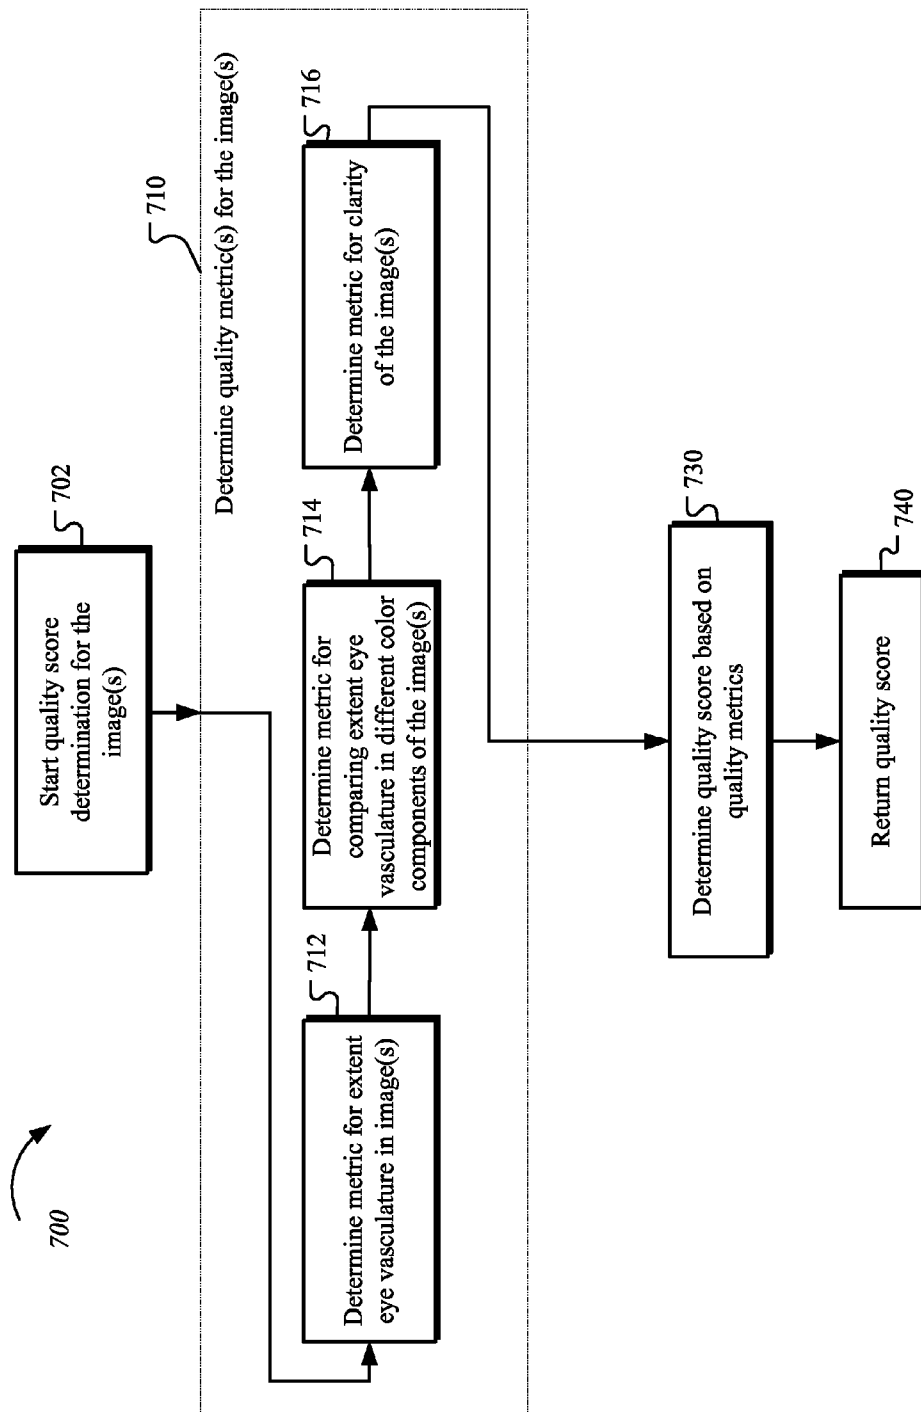 700
Start quality score
determination for the
image(s)
702
710
Determine quality metric(s) for the image(s)
Determine metric for extent
eye vasculature in image(s)
712
Determine metric for
comparing extent eye
vasculature in different color
components of the image(s)
714
Determine metric for clarity
of the image(s)
716
Determine quality score based on
quality metrics
730
Return quality score
740